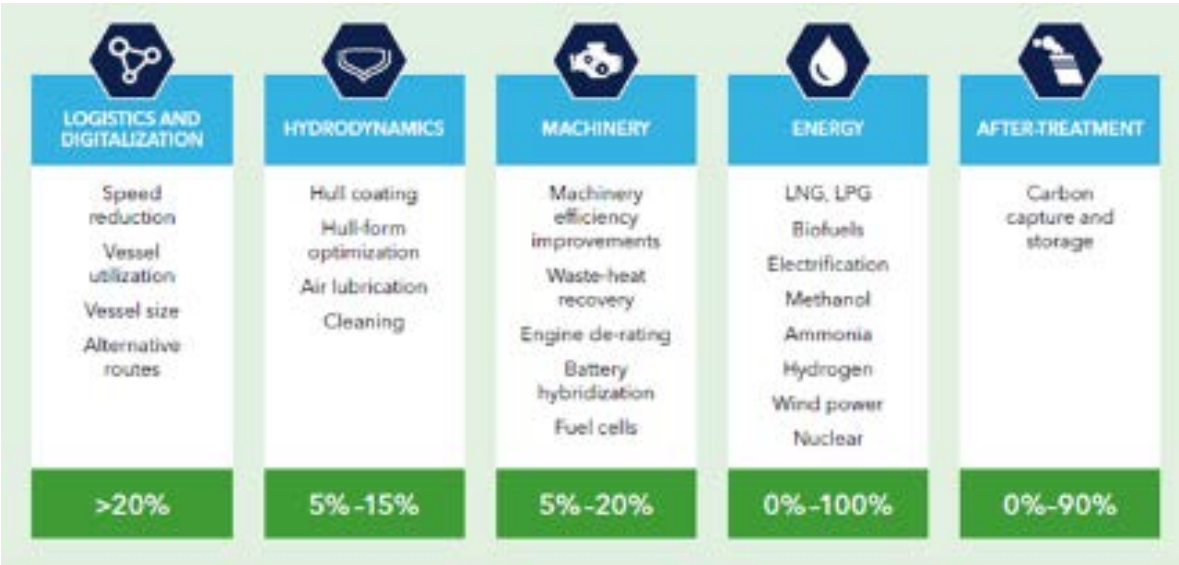 LOGISTICS AND
DIGITALIZATION
Speed
reduction
Vessel
utilization
Vessel size
Alternative
routes
>20%
HYDRODYNAMICS
Hull coating
Hull-form
optimization
Air lubrication
Cleaning
5%-15%
MACHINERY
Machinery
efficiency
improvements
Waste-heat
recovery
Engine de-rating
Battery
hybridization
Fuel cells
5%-20%
ENERGY
LNG, LPG
Biofuels
Electrification
Methanol
Ammonia
Hydrogen
Wind power
Nuclear
0%-100%
AFTER-TREATMENT
Carbon
capture and
storage
0%-90%